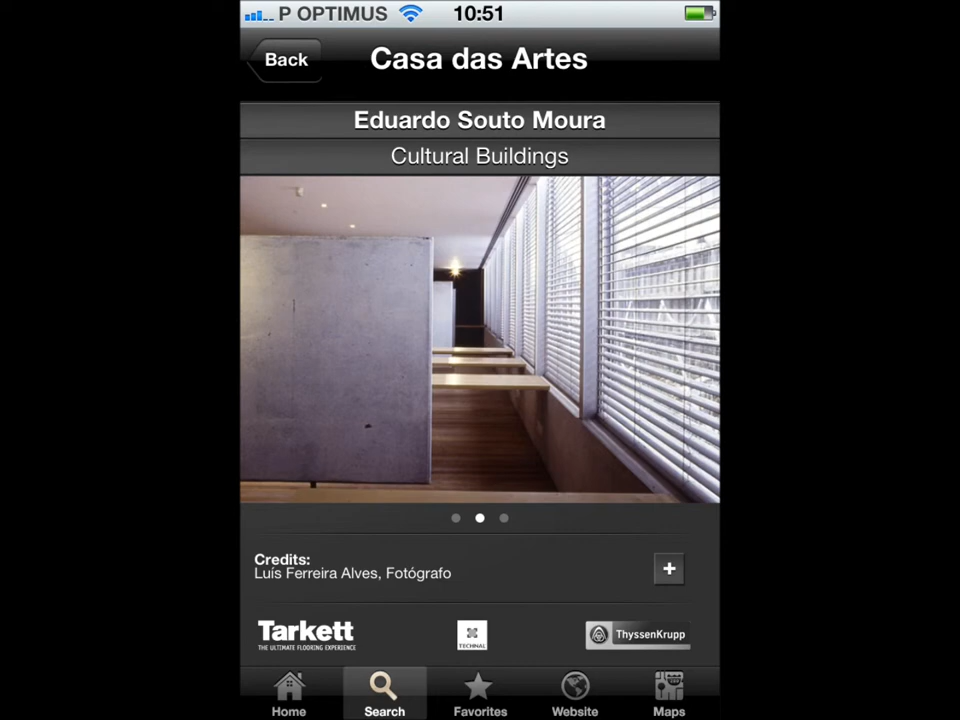 P OPTIMUS 10:51
Back
Casa das Artes
Eduardo Souto Moura
Cultural Buildings
Credits:
Luís Ferreira Alves, Fotógrafo
Tarkett
THE ULTIMATE FLOORING EXPERIENCE
TECHNAL
ThyssenKrupp
Home Search Favorites Website Maps